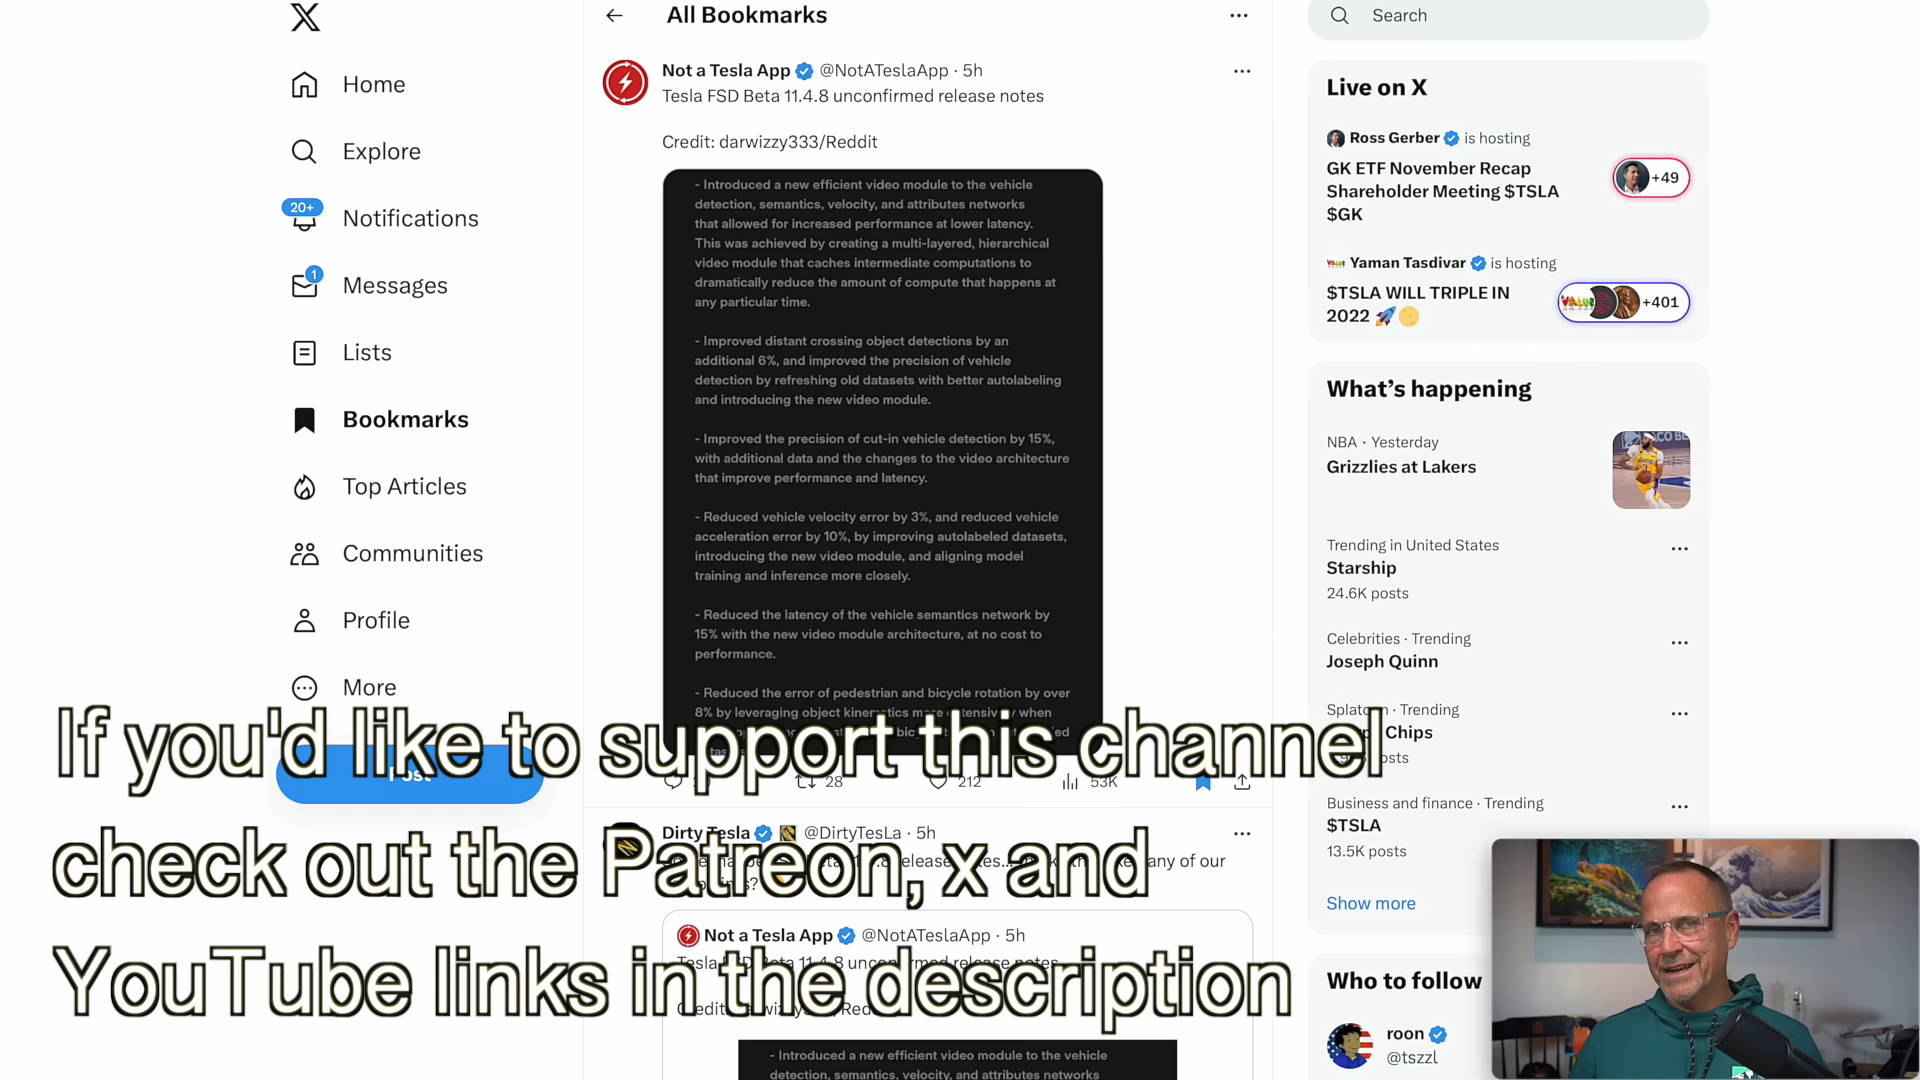 All Bookmarks
Search
Home
Explore
20+
Notifications
1
Messages
Lists
Bookmarks
Top Articles
Communities
Profile
More
Not a Tesla App @NotATeslaApp · 5h
Tesla FSD Beta 11.4.8 unconfirmed release notes
Credit: darwizzy333/Reddit
- Introduced a new efficient video module to the vehicle
detection, semantics, velocity, and attributes networks
that allowed for increased performance at lower latency.
This was achieved by creating a multi-layered, hierarchical
video module that caches intermediate computations to
dramatically reduce the amount of compute that happens at
any particular time.
- Improved distant crossing object detections by an
additional 6%, and improved the precision of vehicle
detection by refreshing old datasets with better autolabeling
and introducing the new video module.
- Improved the precision of cut-in vehicle detection by 15%,
with additional data and the changes to the video architecture
that improve performance and latency.
- Reduced vehicle velocity error by 3%, and reduced vehicle
acceleration error by 10%, by improving autolabeled datasets,
introducing the new video module, and aligning model
training and inference more closely.
- Reduced the latency of the vehicle semantics network by
15% with the new video module architecture, at no cost to
performance.
- Reduced the error of pedestrian and bicycle rotation by over
8% by leveraging object kinematics more extensively when
28
212
53K
Dirty Tesla @DirtyTesLa · 5h
any of our
Not a Tesla App @NotATeslaApp · 5h
Tesla FSD Beta 11.4.8 unconfirmed release notes
- Introduced a new efficient video module to the vehicle
detection, semantics, velocity, and attributes networks
If you'd like to support this channel
check out the Patreon, x and
YouTube links in the description
Live on X
Ross Gerber is hosting
GK ETF November Recap
Shareholder Meeting $TSLA
$GK
+49
Yaman Tasdivar is hosting
$TSLA WILL TRIPLE IN
2022 🚀🌕
+401
What's happening
NBA · Yesterday
Grizzlies at Lakers
Trending in United States
Starship
24.6K posts
Celebrities · Trending
Joseph Quinn
Splatoon · Trending
Chips
posts
Business and finance · Trending
$TSLA
13.5K posts
Show more
Who to follow
roon
@tszzl